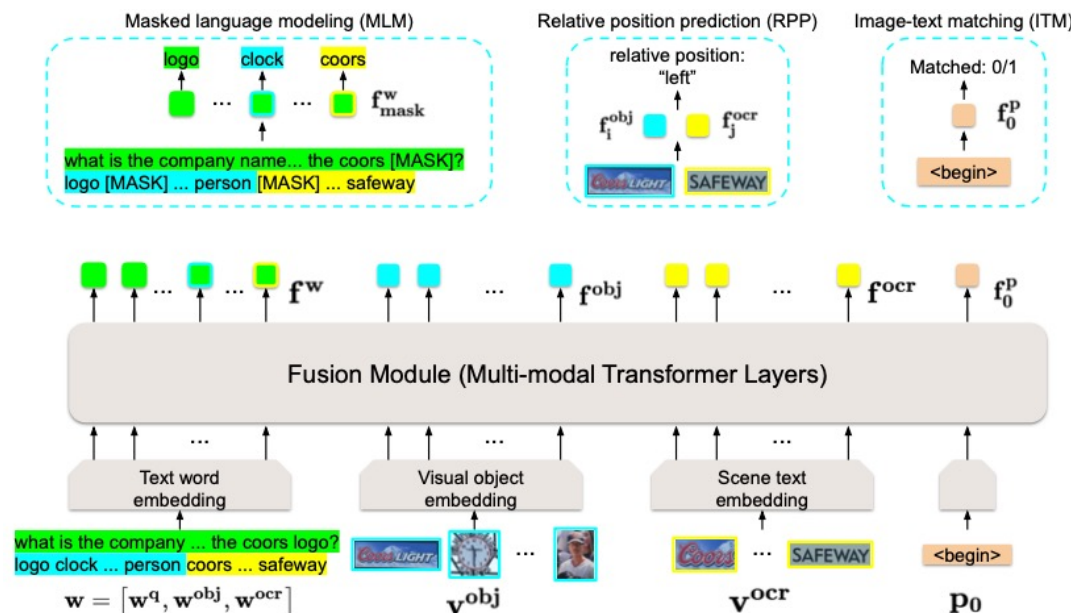 Masked language modeling (MLM)
logo ... clock ... coors f^w_mask
what is the company name... the coors [MASK]?
logo [MASK] ... person [MASK] ... safeway
Relative position prediction (RPP)
relative position:
“left”
f^obj_i f^ocr_j
Coors LIGHT SAFEWAY
Image-text matching (ITM)
Matched: 0/1
f^p_0
<begin>
... ... f^w ... f^obj ... f^ocr f^p_0
Fusion Module (Multi-modal Transformer Layers)
... ... ...
Text word
embedding
Visual object
embedding
Scene text
embedding
what is the company ... the coors logo?
logo clock ... person coors ... safeway
Coors LIGHT ...
Coors ... SAFEWAY
<begin>
w = [w^q, w^obj, w^ocr] v^obj v^ocr p_0